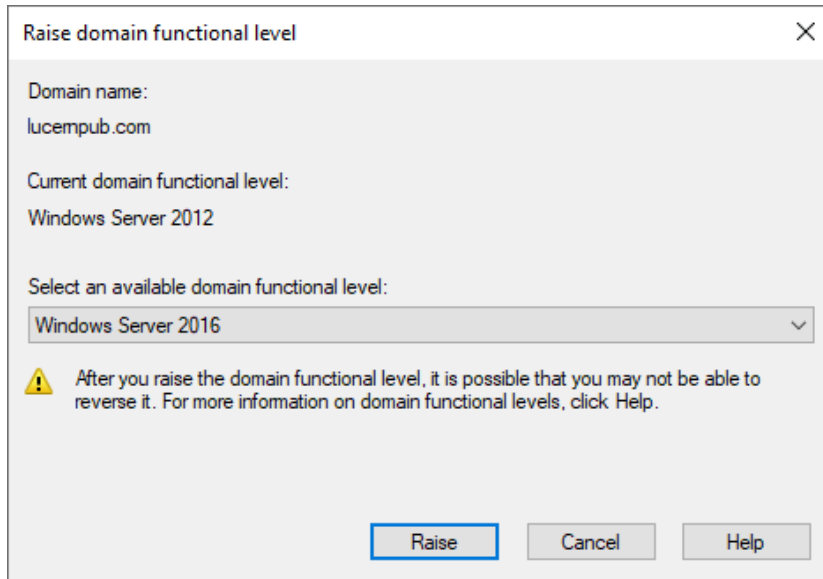 Raise domain functional level
Domain name:
lucernpub.com
Current domain functional level:
Windows Server 2012
Select an available domain functional level:
Windows Server 2016
After you raise the domain functional level, it is possible that you may not be able to
reverse it. For more information on domain functional levels, click Help.
Raise
Cancel
Help